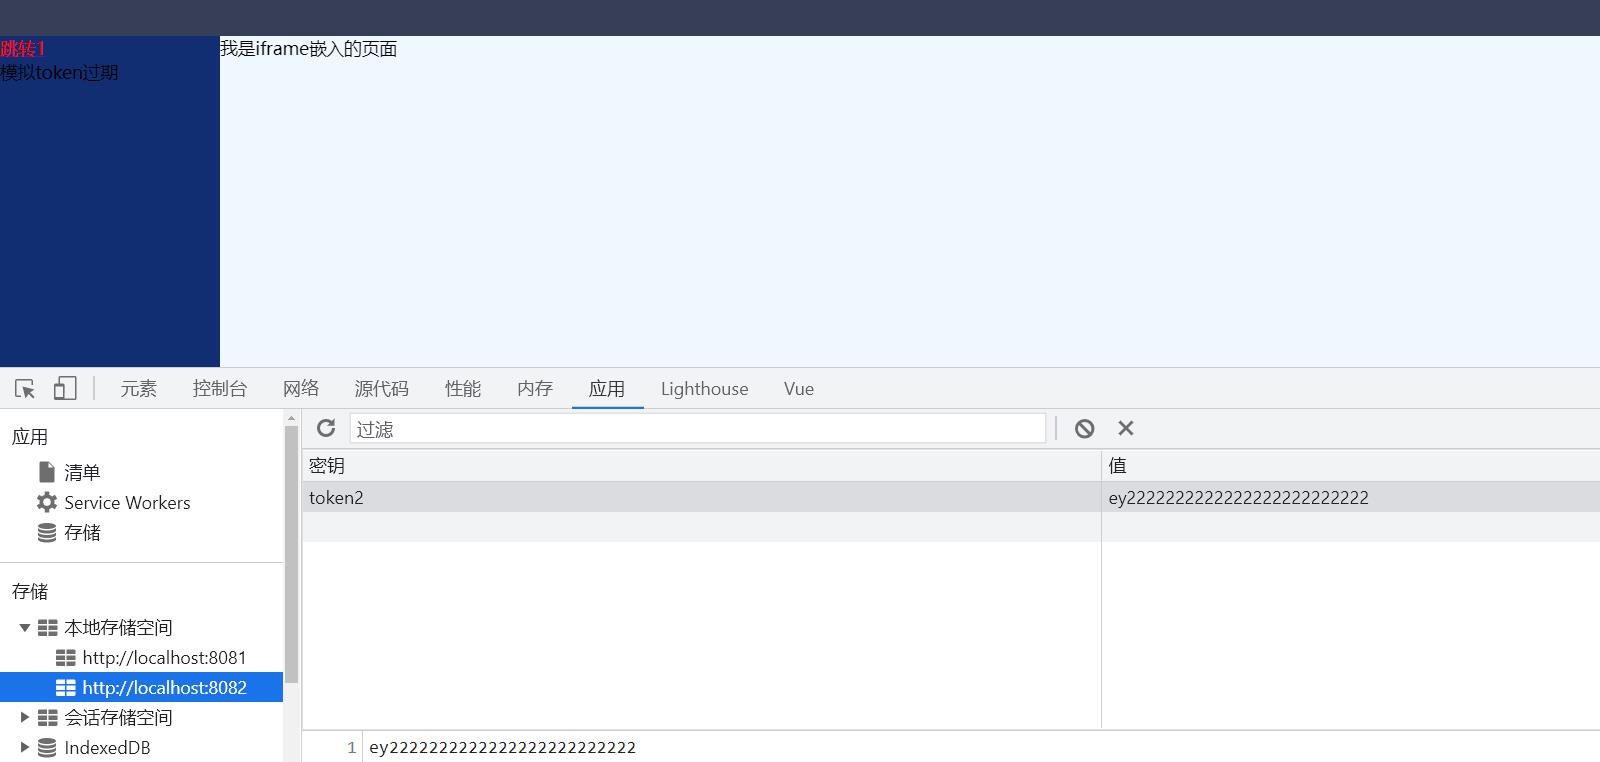 跳转1
模拟token过期
我是iframe嵌入的页面
元素 控制台 网络 源代码 性能 内存 应用 Lighthouse Vue
应用
清单
Service Workers
存储
存储
本地存储空间
http://localhost:8081
http://localhost:8082
会话存储空间
IndexedDB
过滤
密钥 值
token2 ey2222222222222222222222222
1 ey2222222222222222222222222